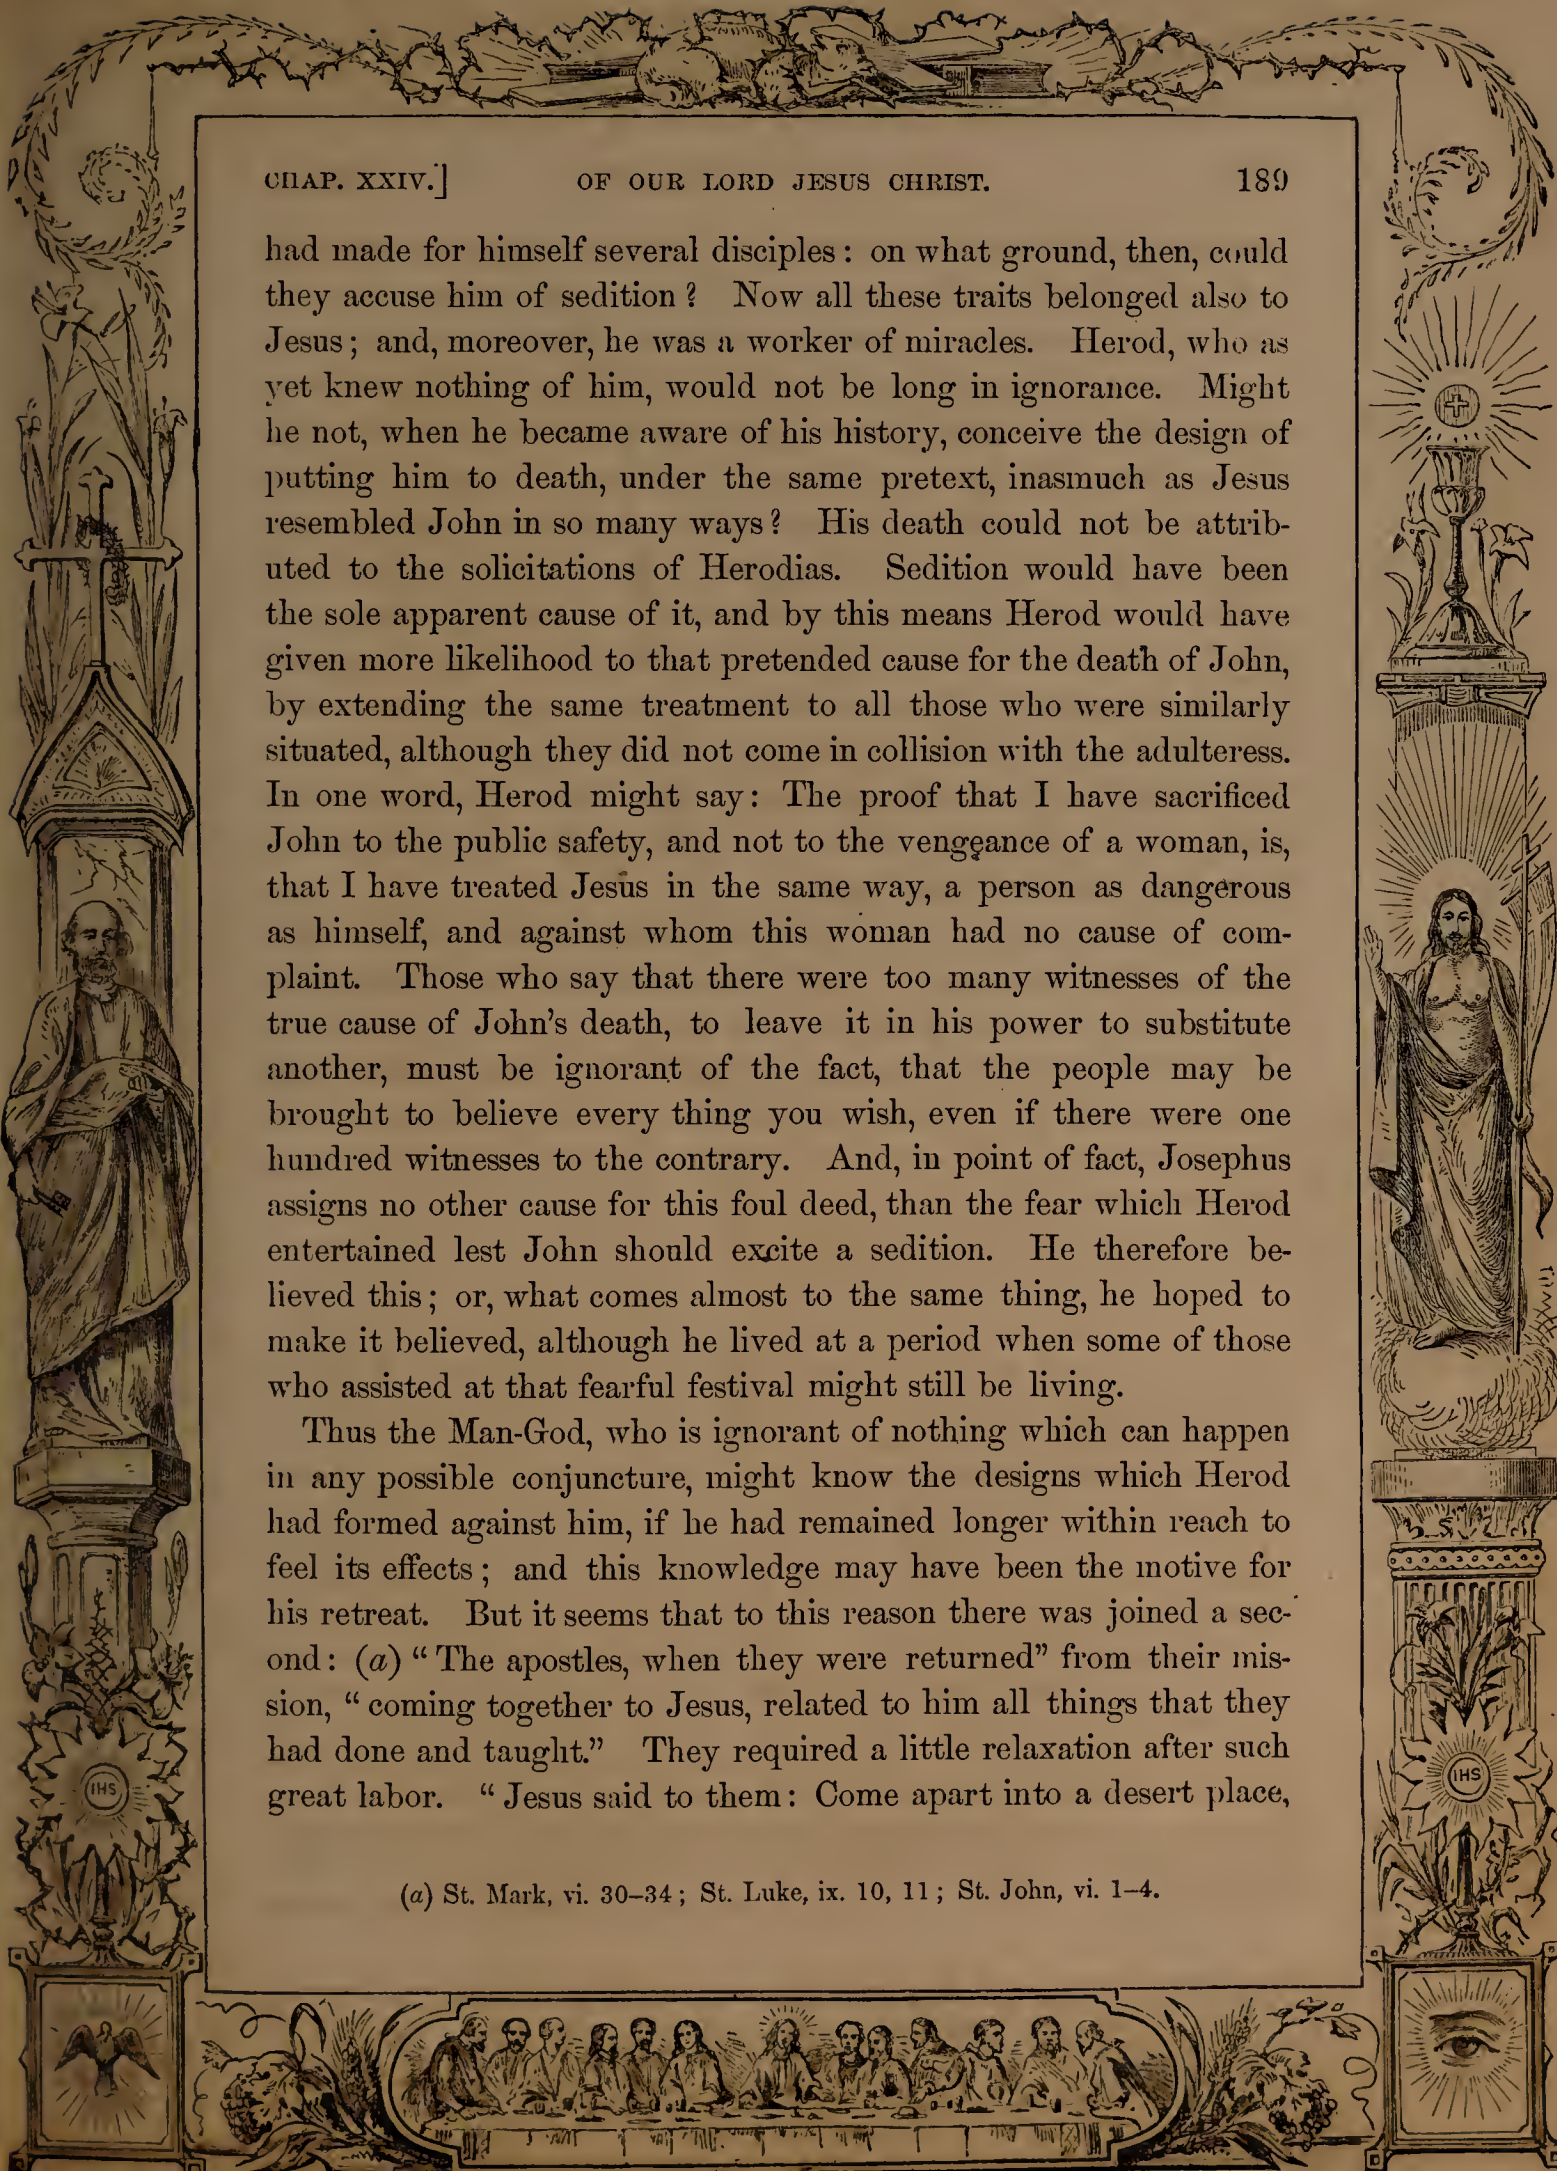 CHAP. XXIV.] OF OUR LORD JESUS CHRIST. 189
had made for himself several disciples: on what ground, then, could
they accuse him of sedition? Now all these traits belonged also to
Jesus; and, moreover, he was a worker of miracles. Herod, who as
yet knew nothing of him, would not be long in ignorance. Might
he not, when he became aware of his history, conceive the design of
putting him to death, under the same pretext, inasmuch as Jesus
resembled John in so many ways? His death could not be attrib-
uted to the solicitations of Herodias. Sedition would have been
the sole apparent cause of it, and by this means Herod would have
given more likelihood to that pretended cause for the death of John,
by extending the same treatment to all those who were similarly
situated, although they did not come in collision with the adulteress.
In one word, Herod might say: The proof that I have sacrificed
John to the public safety, and not to the vengeance of a woman, is,
that I have treated Jesus in the same way, a person as dangerous
as himself, and against whom this woman had no cause of com-
plaint. Those who say that there were too many witnesses of the
true cause of John's death, to leave it in his power to substitute
another, must be ignorant of the fact, that the people may be
brought to believe every thing you wish, even if there were one
hundred witnesses to the contrary. And, in point of fact, Josephus
assigns no other cause for this foul deed, than the fear which Herod
entertained lest John should excite a sedition. He therefore be-
lieved this; or, what comes almost to the same thing, he hoped to
make it believed, although he lived at a period when some of those
who assisted at that fearful festival might still be living.
Thus the Man-God, who is ignorant of nothing which can happen
in any possible conjuncture, might know the designs which Herod
had formed against him, if he had remained longer within reach to
feel its effects; and this knowledge may have been the motive for
his retreat. But it seems that to this reason there was joined a sec-
ond: (a) "The apostles, when they were returned" from their mis-
sion, "coming together to Jesus, related to him all things that they
had done and taught." They required a little relaxation after such
great labor. "Jesus said to them: Come apart into a desert place,
(a) St. Mark, vi. 30–34; St. Luke, ix. 10, 11; St. John, vi. 1–4.
IHS
IHS